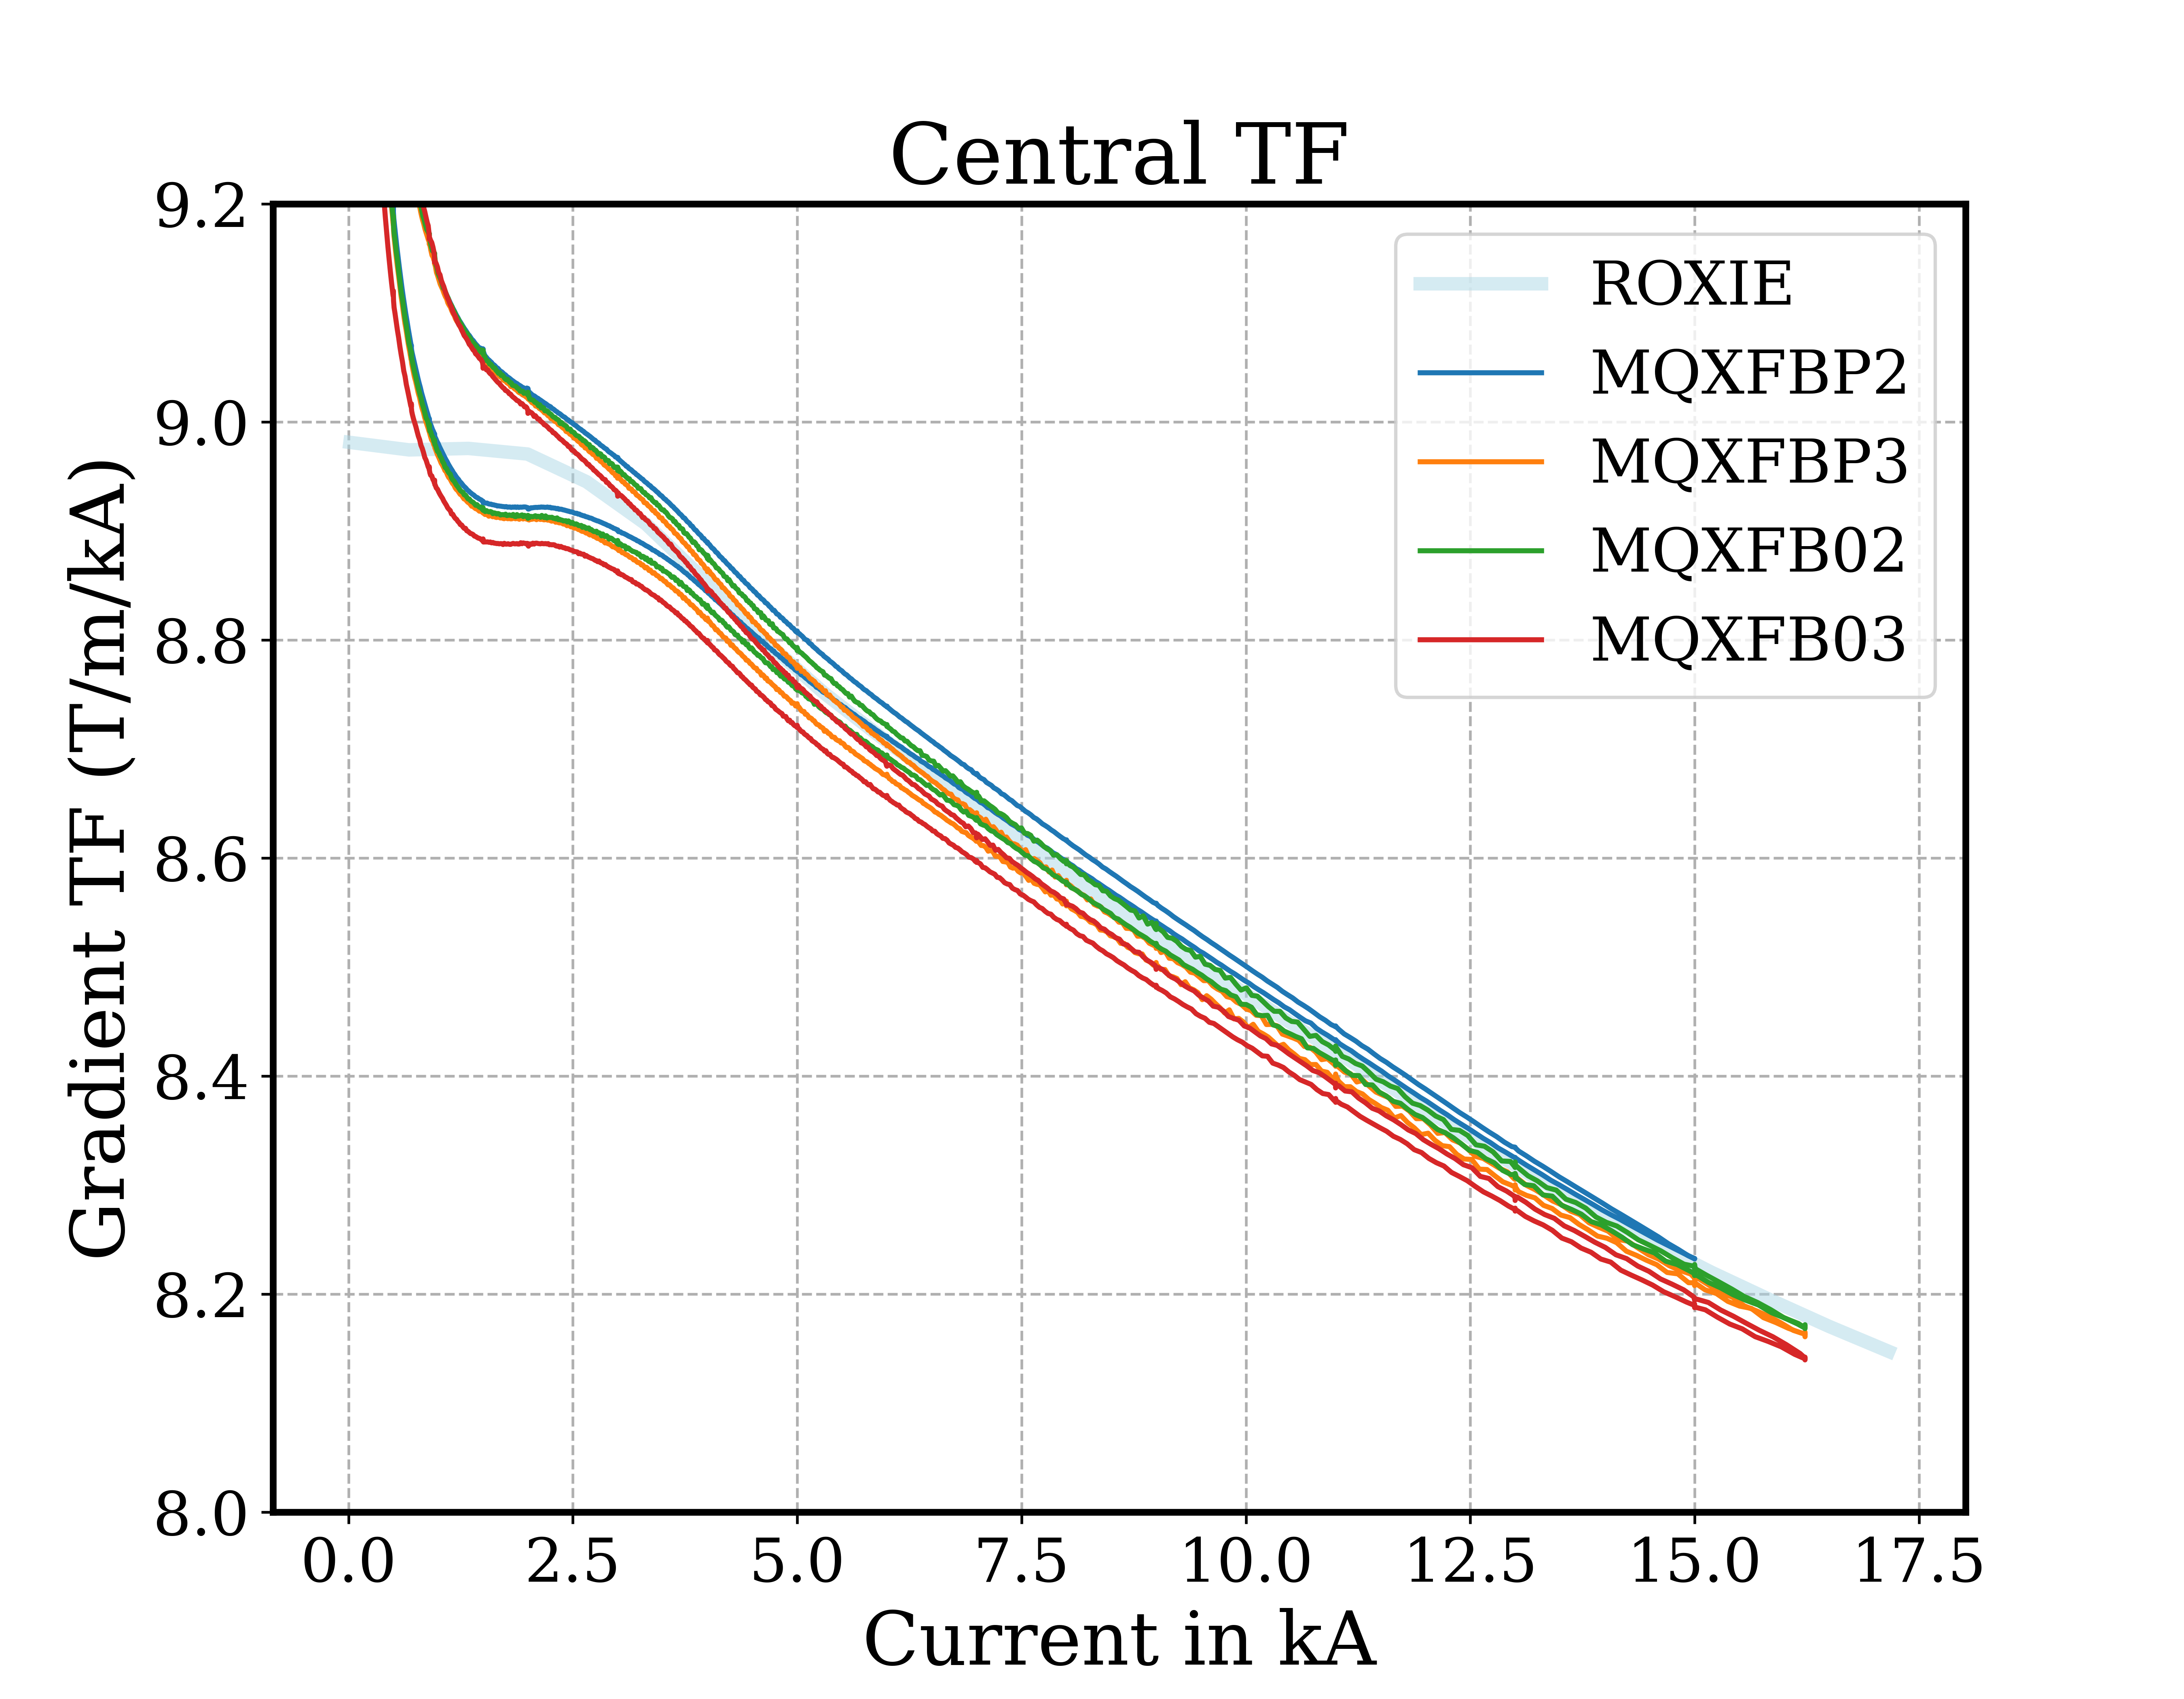 Central TF
Gradient TF (T/m/kA)
9.2
9.0
8.8
8.6
8.4
8.2
8.0
ROXIE
MQXFBP2
MQXFBP3
MQXFB02
MQXFB03
0.0 2.5 5.0 7.5 10.0 12.5 15.0 17.5
Current in kA